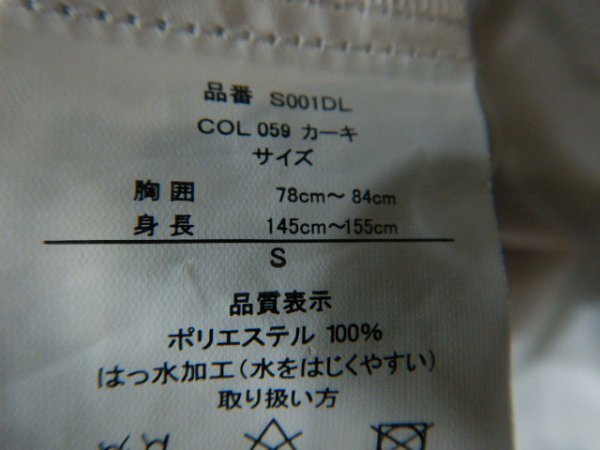 品番 S001DL
COL 059 カーキ
サイズ
胸囲 78cm～ 84cm
身長 145cm～155cm
S
品質表示
ポリエステル 100%
はっ水加工(水をはじくやすい)
取り扱い方